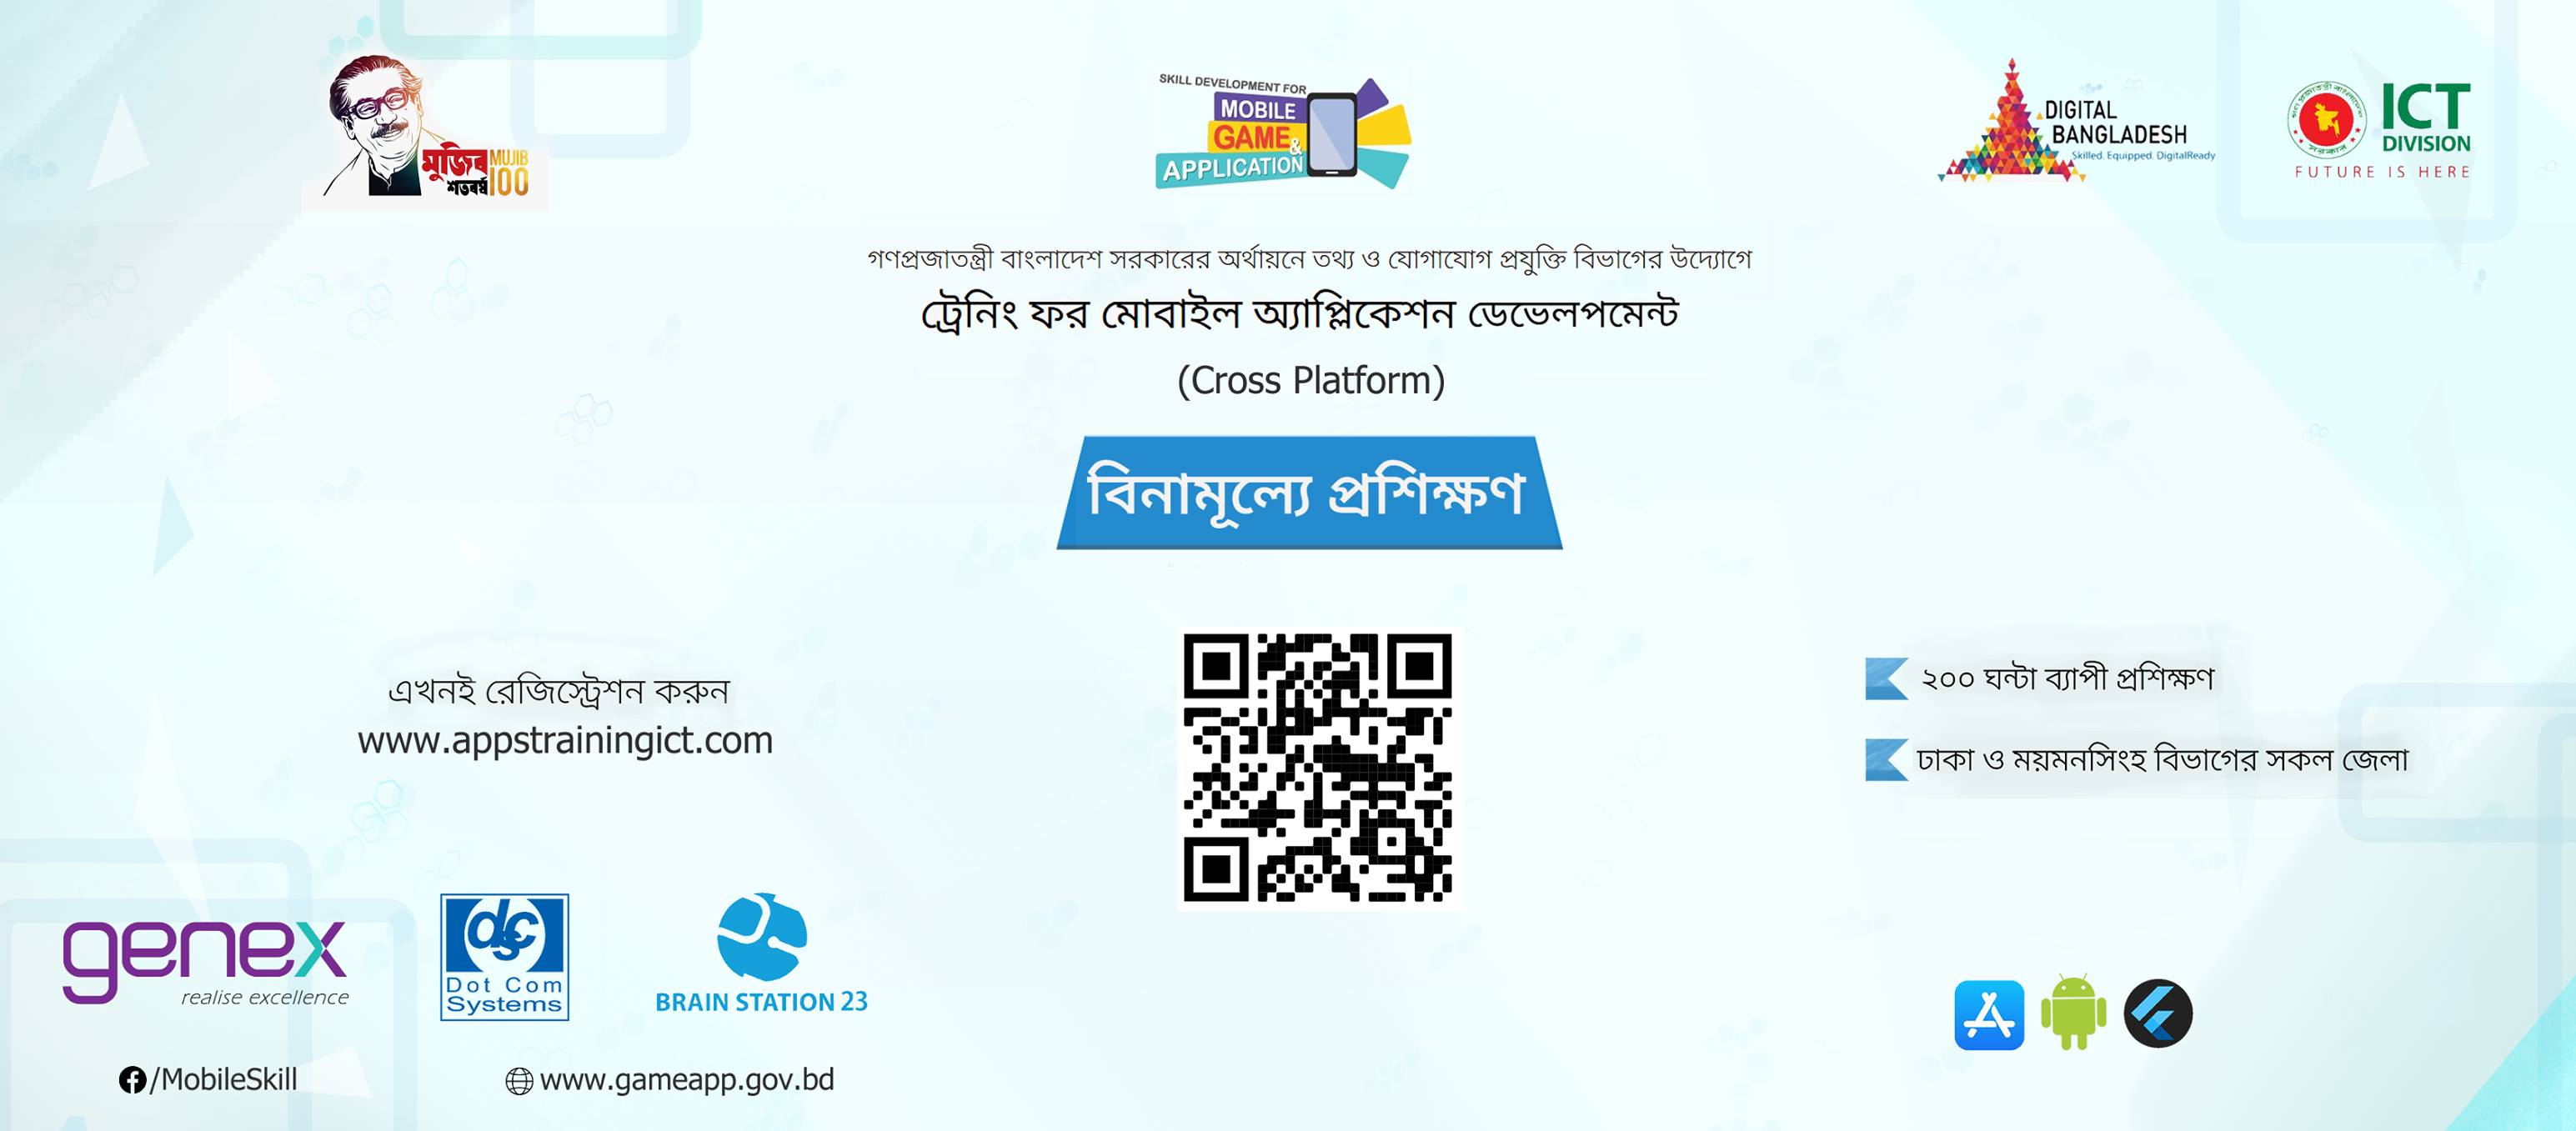 মুজিব
শতবর্ষ
MUJIB
100
SKILL DEVELOPMENT FOR
MOBILE
GAME &
APPLICATION
DIGITAL
BANGLADESH
Skilled. Equipped. DigitalReady
ICT
DIVISION
FUTURE IS HERE
গণপ্রজাতন্ত্রী বাংলাদেশ সরকারের অর্থায়নে তথ্য ও যোগাযোগ প্রযুক্তি বিভাগের উদ্যোগে
ট্রেনিং ফর মোবাইল অ্যাপ্লিকেশন ডেভেলপমেন্ট
(Cross Platform)
বিনামূল্যে প্রশিক্ষণ
এখনই রেজিস্ট্রেশন করুন
www.appstrainingict.com
২০০ ঘন্টা ব্যাপী প্রশিক্ষণ
ঢাকা ও ময়মনসিংহ বিভাগের সকল জেলা
genex
realise excellence
dsc
Dot Com
Systems
BRAIN STATION 23
/MobileSkill
www.gameapp.gov.bd